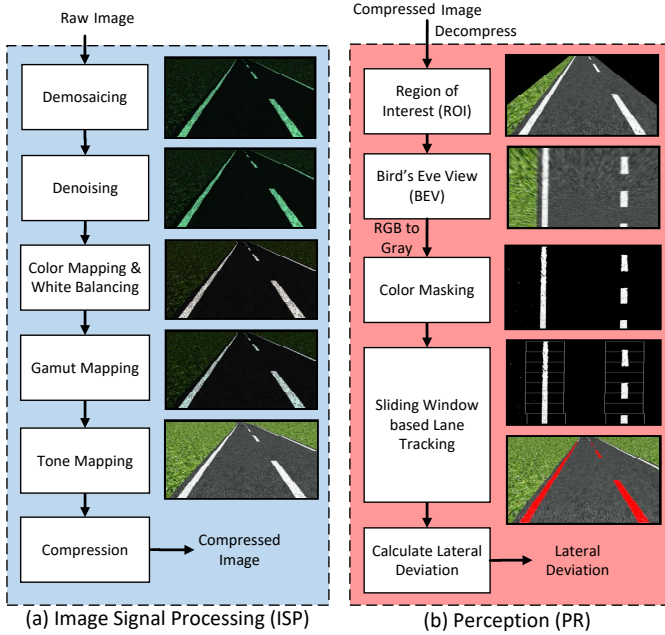 Raw Image
Demosaicing
Denoising
Color Mapping &
White Balancing
Gamut Mapping
Tone Mapping
Compression
Compressed
Image
(a) Image Signal Processing (ISP)
Compressed Image
Decompress
Region of
Interest (ROI)
Bird's Eye View
(BEV)
RGB to
Gray
Color Masking
Sliding Window
based Lane
Tracking
Calculate Lateral
Deviation
Lateral
Deviation
(b) Perception (PR)